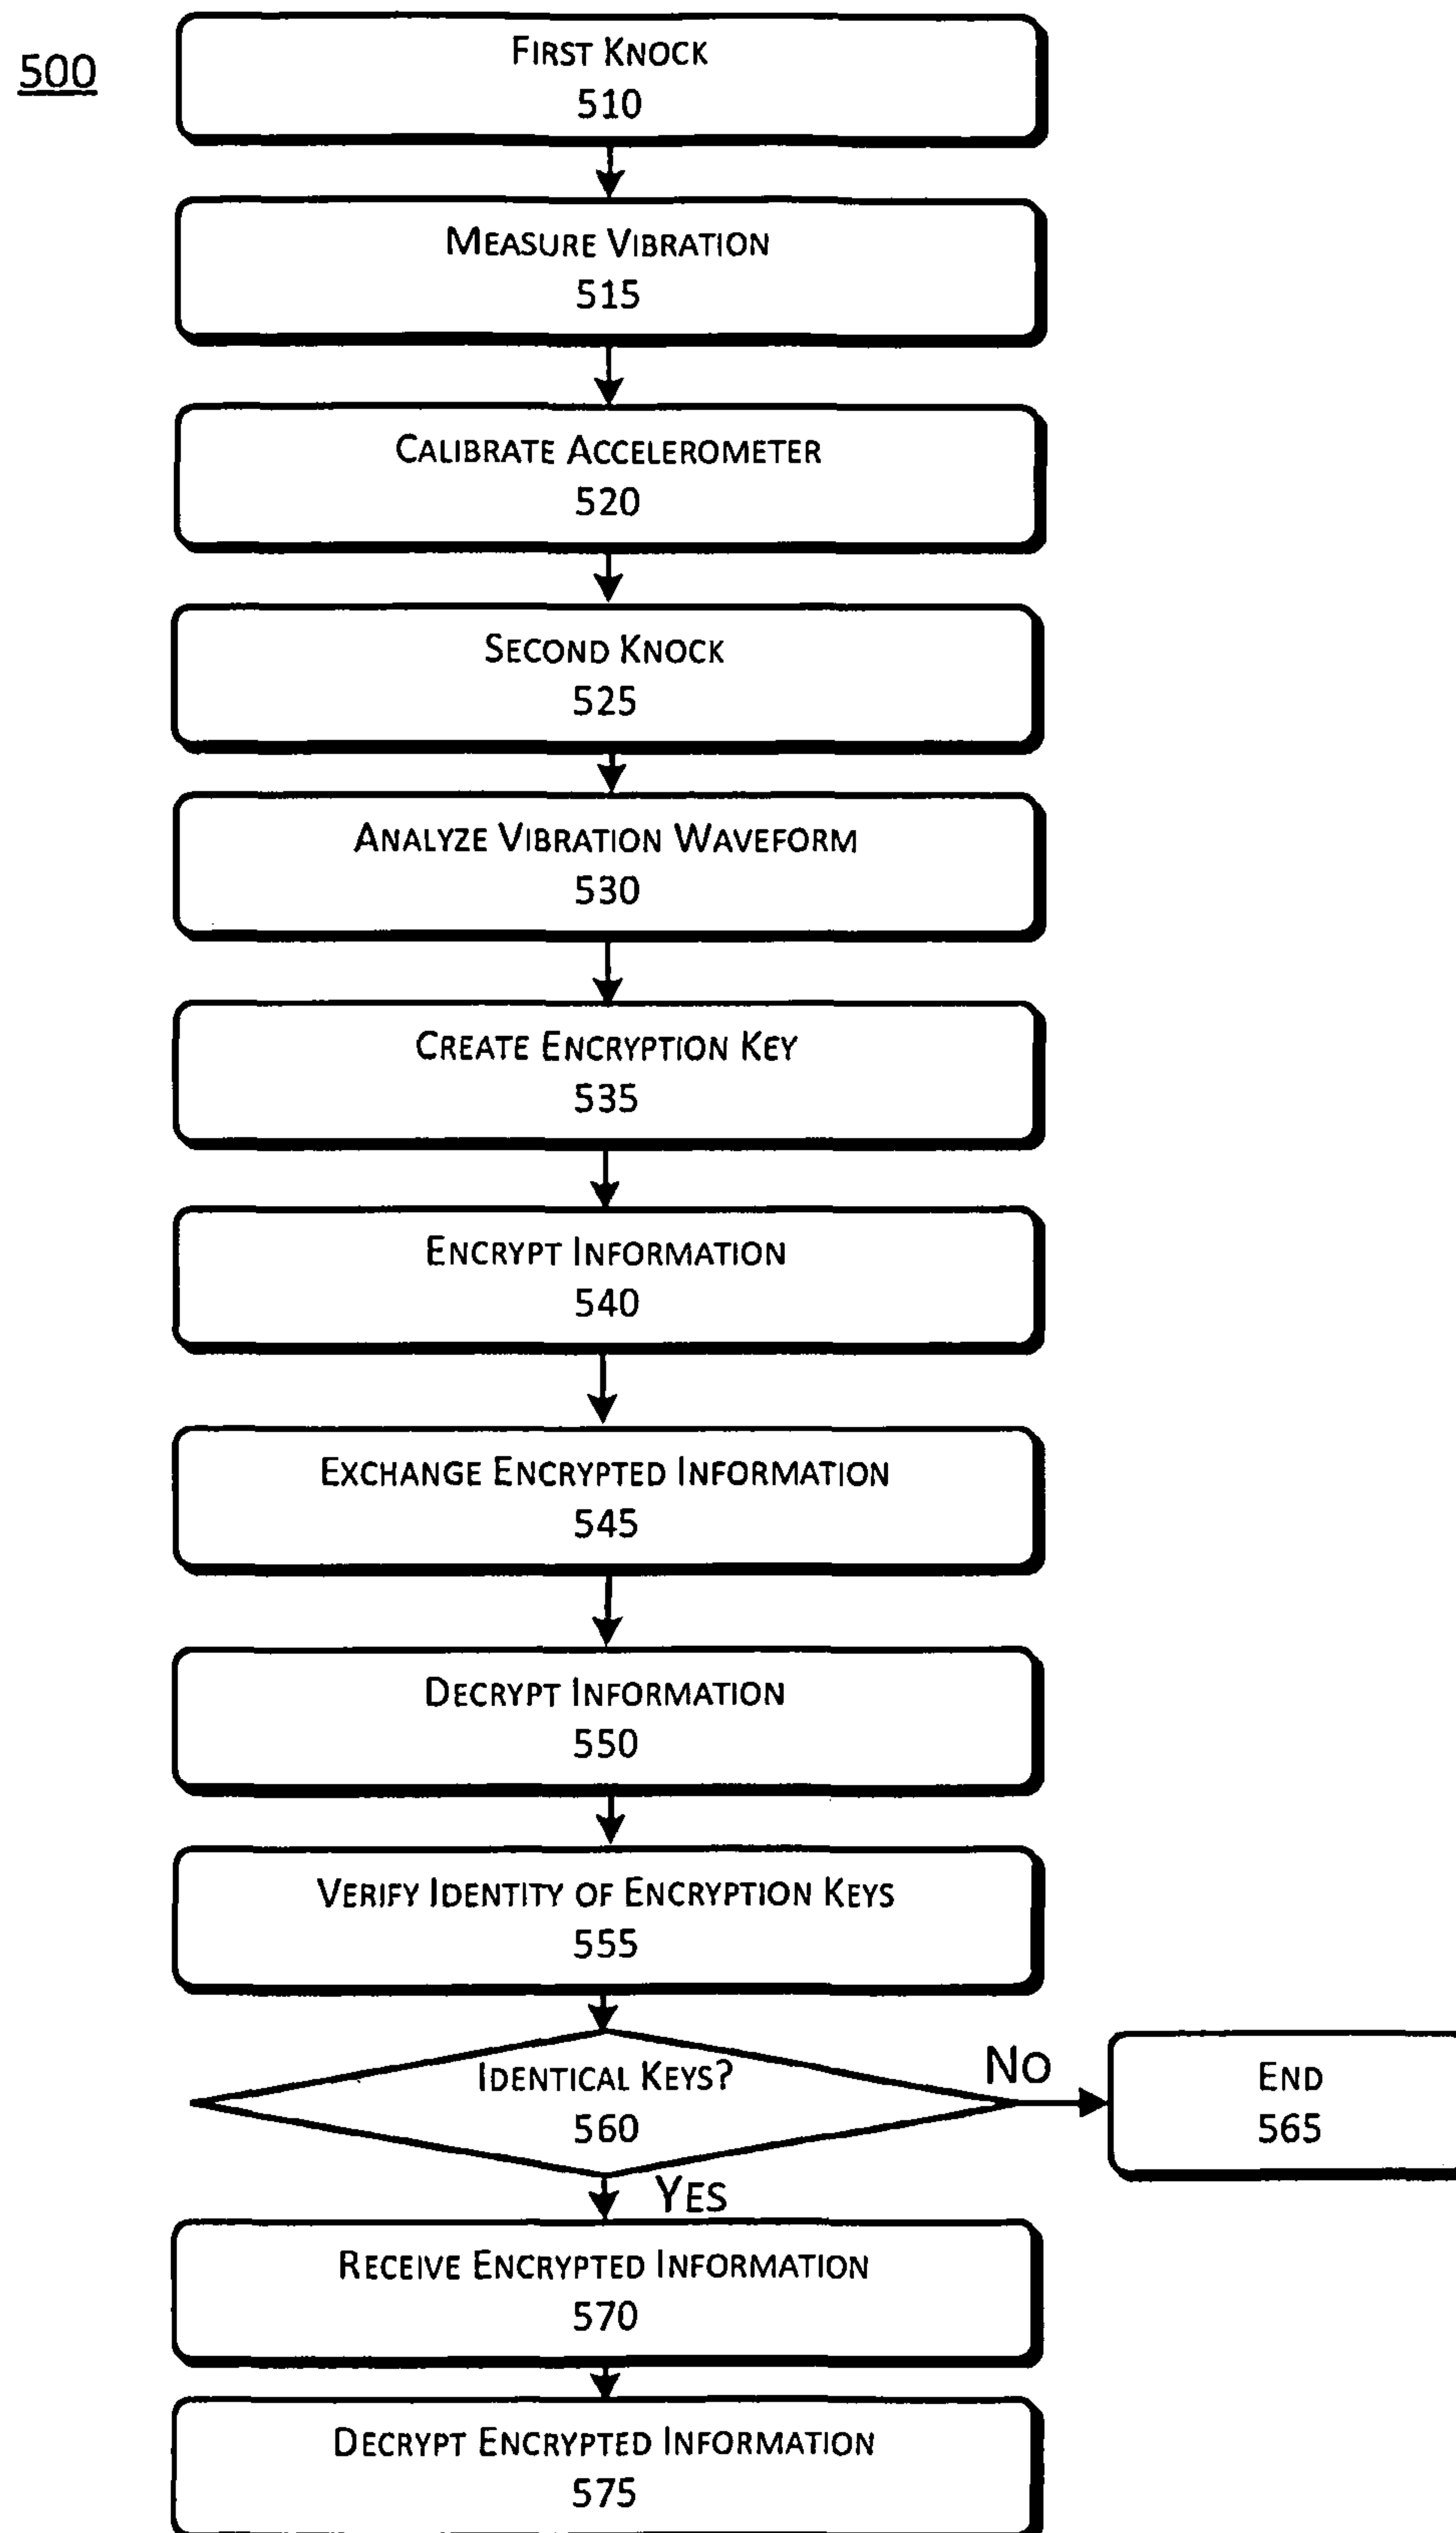 500
FIRST KNOCK
510
MEASURE VIBRATION
515
CALIBRATE ACCELEROMETER
520
SECOND KNOCK
525
ANALYZE VIBRATION WAVEFORM
530
CREATE ENCRYPTION KEY
535
ENCRYPT INFORMATION
540
EXCHANGE ENCRYPTED INFORMATION
545
DECRYPT INFORMATION
550
VERIFY IDENTITY OF ENCRYPTION KEYS
555
IDENTICAL KEYS?
560
NO
END
565
YES
RECEIVE ENCRYPTED INFORMATION
570
DECRYPT ENCRYPTED INFORMATION
575